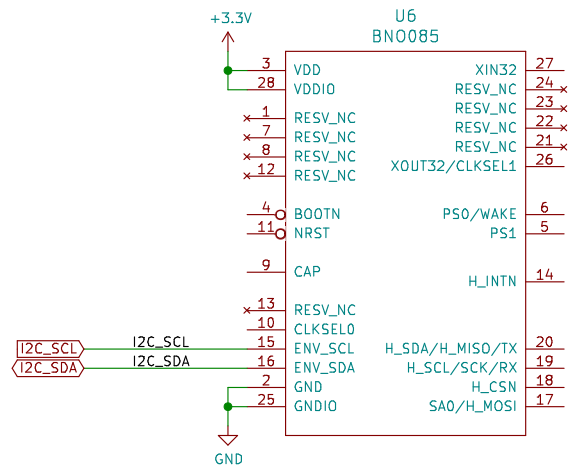 U6
BNO085
+3.3V
3 VDD
28 VDDIO
1 RESV_NC
7 RESV_NC
8 RESV_NC
12 RESV_NC
4 BOOTN
11 NRST
9 CAP
13 RESV_NC
10 CLKSEL0
I2C_SCL I2C_SCL 15 ENV_SCL
I2C_SDA I2C_SDA 16 ENV_SDA
2 GND
25 GNDIO
GND
XIN32 27
RESV_NC 24
RESV_NC 23
RESV_NC 22
RESV_NC 21
XOUT32/CLKSEL1 26
PS0/WAKE 6
PS1 5
H_INTN 14
H_SDA/H_MISO/TX 20
H_SCL/SCK/RX 19
H_CSN 18
SA0/H_MOSI 17